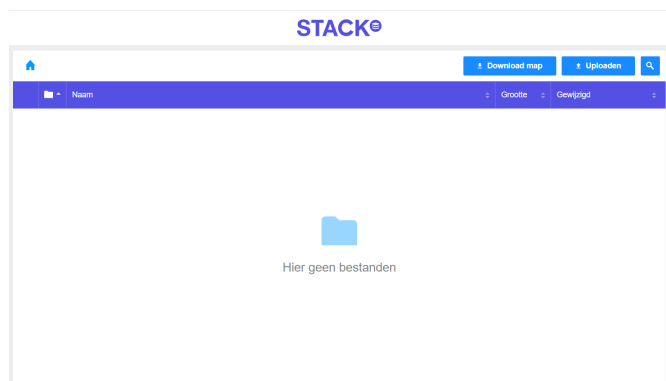 STACK
Download map Uploaden
Naam Grootte Gewijzigd
Hier geen bestanden